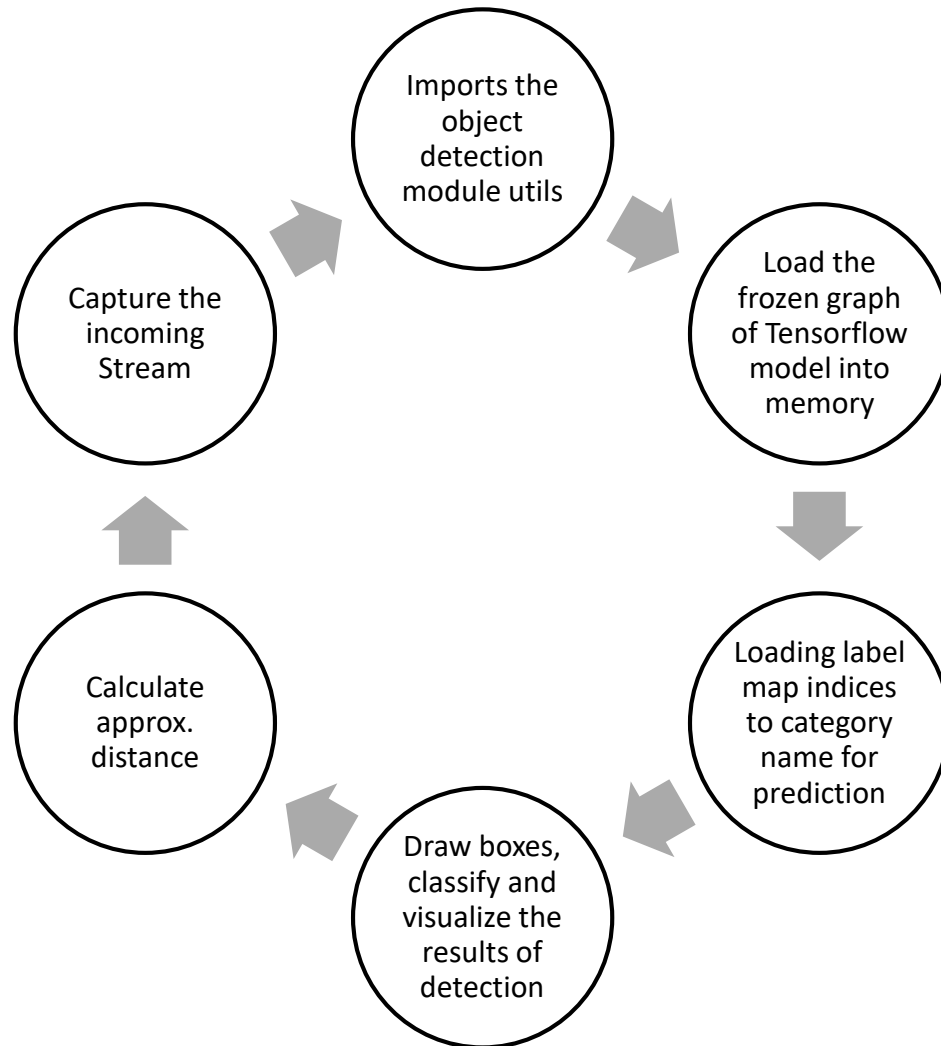 Imports the
object
detection
module utils
Load the
frozen graph
of Tensorflow
model into
memory
Loading label
map indices
to category
name for
prediction
Draw boxes,
classify and
visualize the
results of
detection
Calculate
approx.
distance
Capture the
incoming
Stream